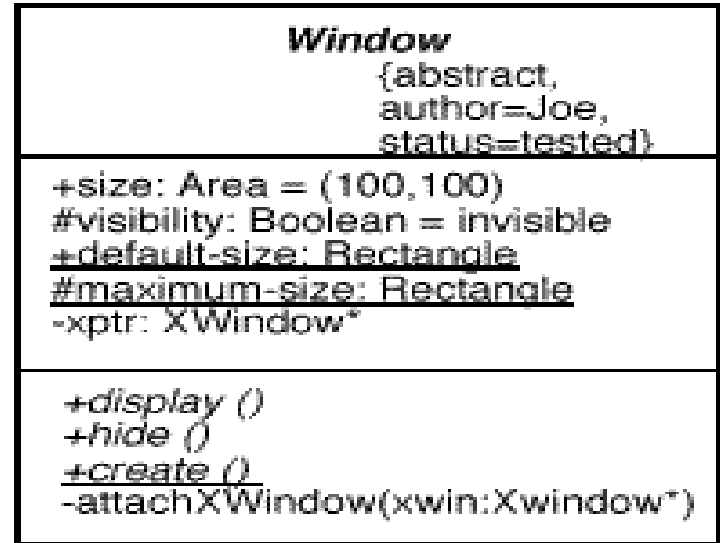 Window
{abstract,
author=Joe,
status=tested}
+size: Area = (100,100)
#visibility: Boolean = invisible
+default-size: Rectangle
#maximum-size: Rectangle
-xptr: XWindow*
+display ()
+hide ()
+create ()
-attachXWindow(xwin:Xwindow*)